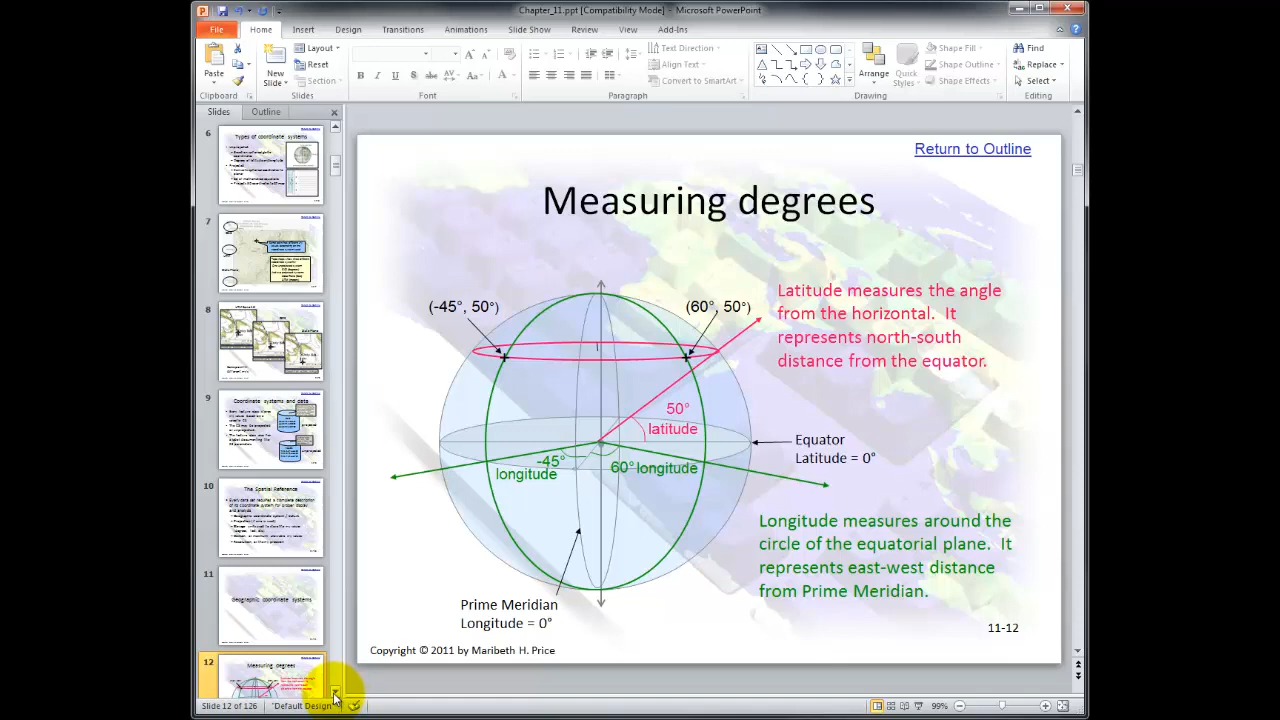 Chapter_11.ppt [Compatibility Mode] – Microsoft PowerPoint
File Home Insert Design Transitions Animations Slide Show Review View Add-Ins
Paste
Clipboard
New
Slide
Layout
Reset
Section
Slides
Font
Text Direction
Align Text
Convert to SmartArt
Paragraph
Arrange
Quick
Styles
Shape Fill
Shape Outline
Shape Effects
Drawing
Find
Replace
Select
Editing
Slides Outline
6
Types of coordinate systems
7
8
9
Coordinate systems and data
10
The Spatial Reference
11
Geographic coordinate systems
12
Measuring degrees
Return to Outline
Measuring degrees
(-45°, 50°)
(60°, 50°)
Latitude measures the angle
from the horizontal. It
represents north-south
distance from the equator.
50°
latitude
Equator
Latitude = 0°
-45°
longitude
60° longitude
Longitude measures around the
circle of the equatorial plane. It
represents east-west distance
from Prime Meridian.
Prime Meridian
Longitude = 0°
11-12
Copyright © 2011 by Maribeth H. Price
Slide 12 of 126
"Default Design"
99%